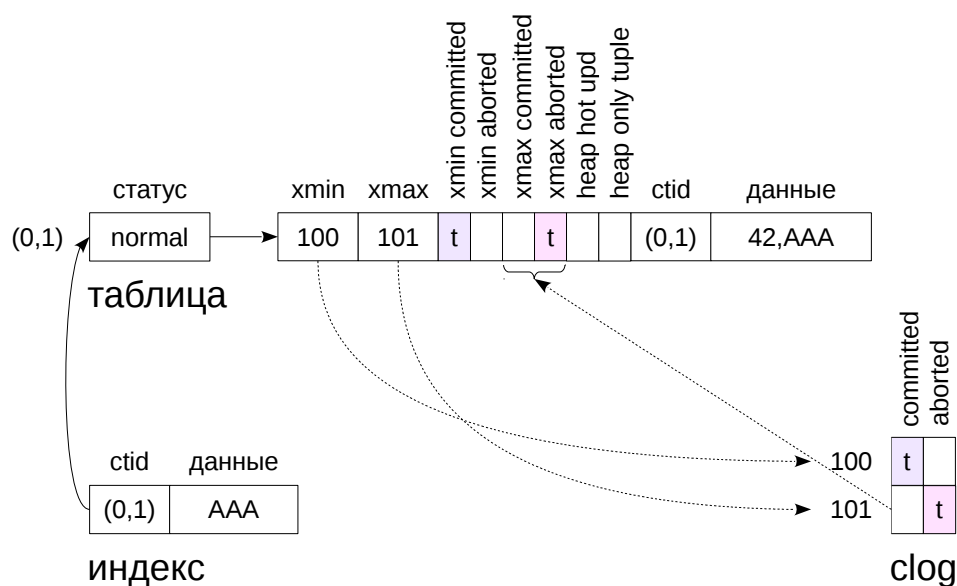 xmin committed
xmin aborted
xmax committed
xmax aborted
heap hot upd
heap only tuple
статус xmin xmax ctid данные
(0,1) normal 100 101 t t (0,1) 42,AAA
таблица
committed
aborted
ctid данные 100 t
(0,1) AAA 101 t
индекс clog